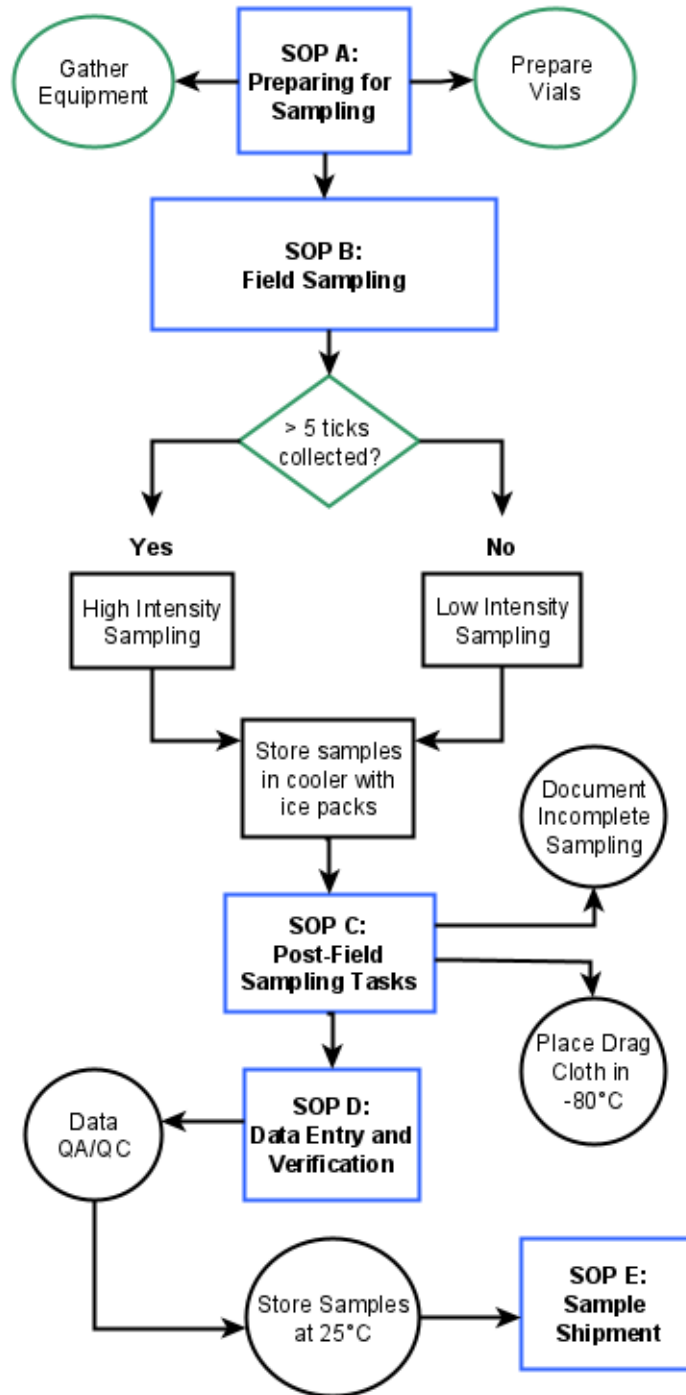 Gather
Equipment
SOP A:
Preparing for
Sampling
Prepare
Vials
SOP B:
Field Sampling
> 5 ticks
collected?
Yes
No
High Intensity
Sampling
Low Intensity
Sampling
Store samples
in cooler with
ice packs
Document
Incomplete
Sampling
SOP C:
Post-Field
Sampling Tasks
Place Drag
Cloth in
-80°C
SOP D:
Data Entry and
Verification
Data
QA/QC
Store Samples
at 25°C
SOP E:
Sample
Shipment